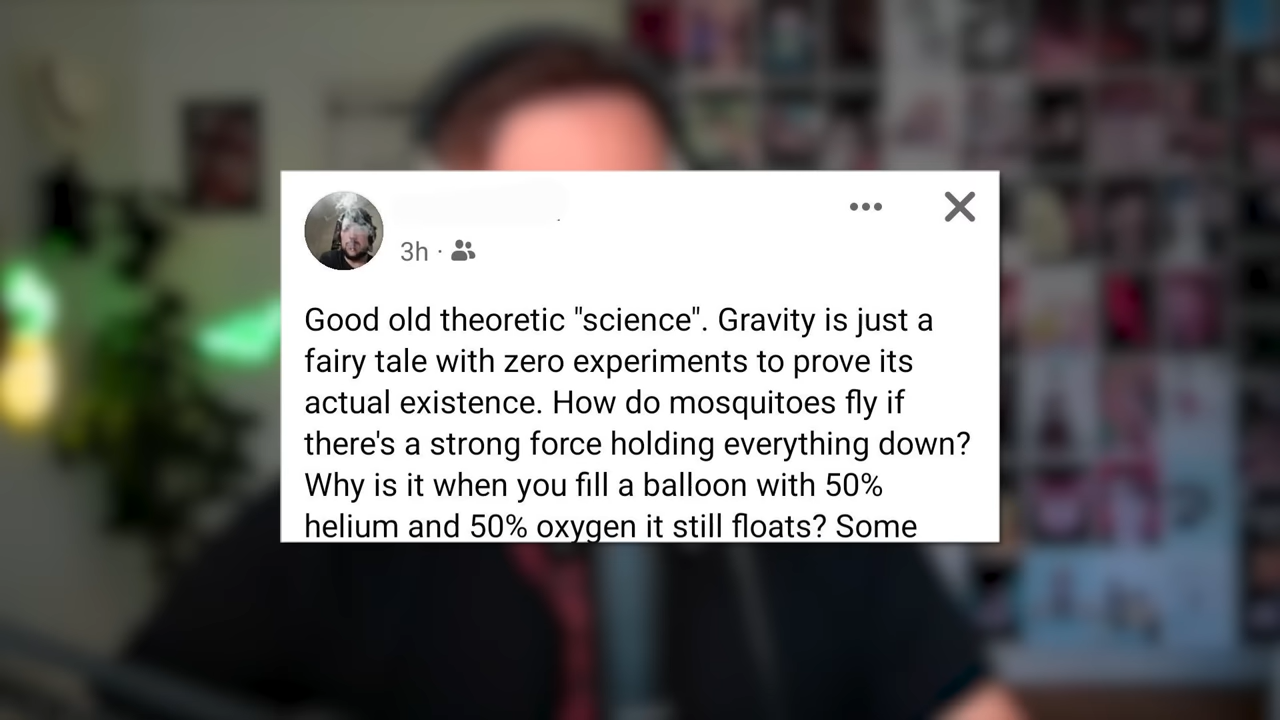 3h ·
Good old theoretic "science". Gravity is just a
fairy tale with zero experiments to prove its
actual existence. How do mosquitoes fly if
there's a strong force holding everything down?
Why is it when you fill a balloon with 50%
helium and 50% oxygen it still floats? Some